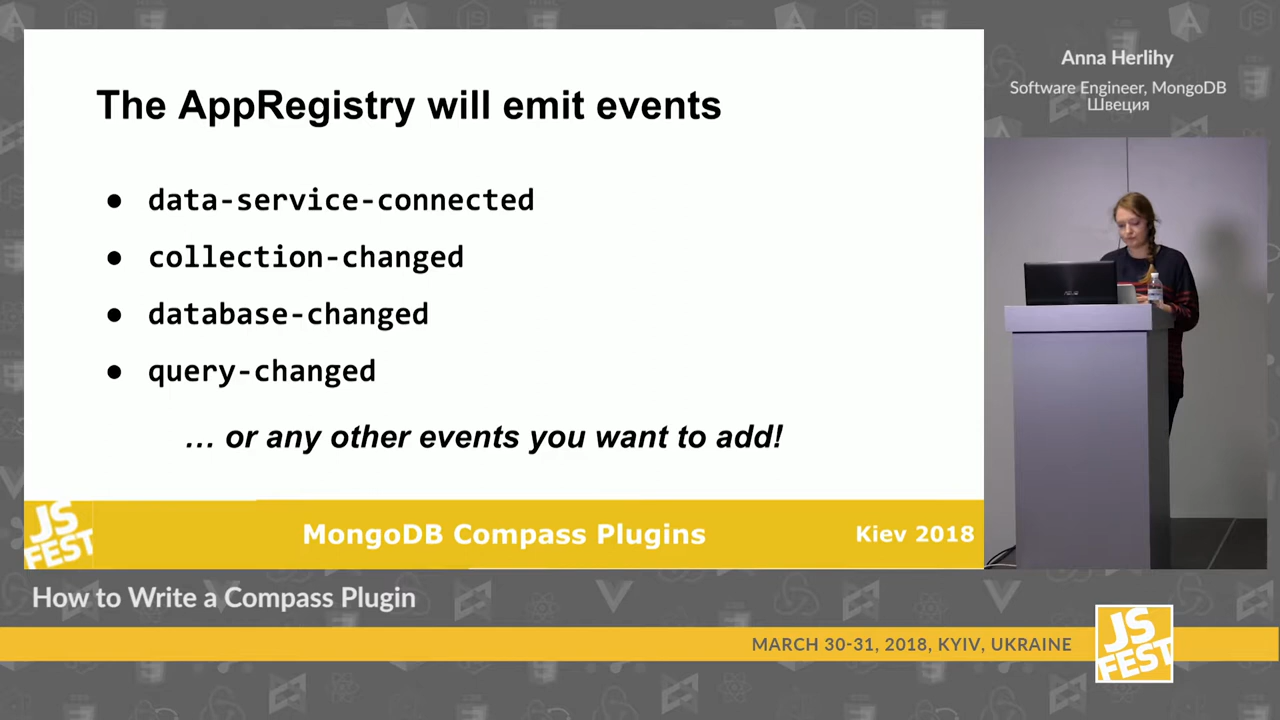 The AppRegistry will emit events
● data-service-connected
● collection-changed
● database-changed
● query-changed
… or any other events you want to add!
JS
FEST
MongoDB Compass Plugins
Kiev 2018
Anna Herlihy
Software Engineer, MongoDB
Швеция
ASUS
How to Write a Compass Plugin
MARCH 30-31, 2018, KYIV, UKRAINE
JS
FEST